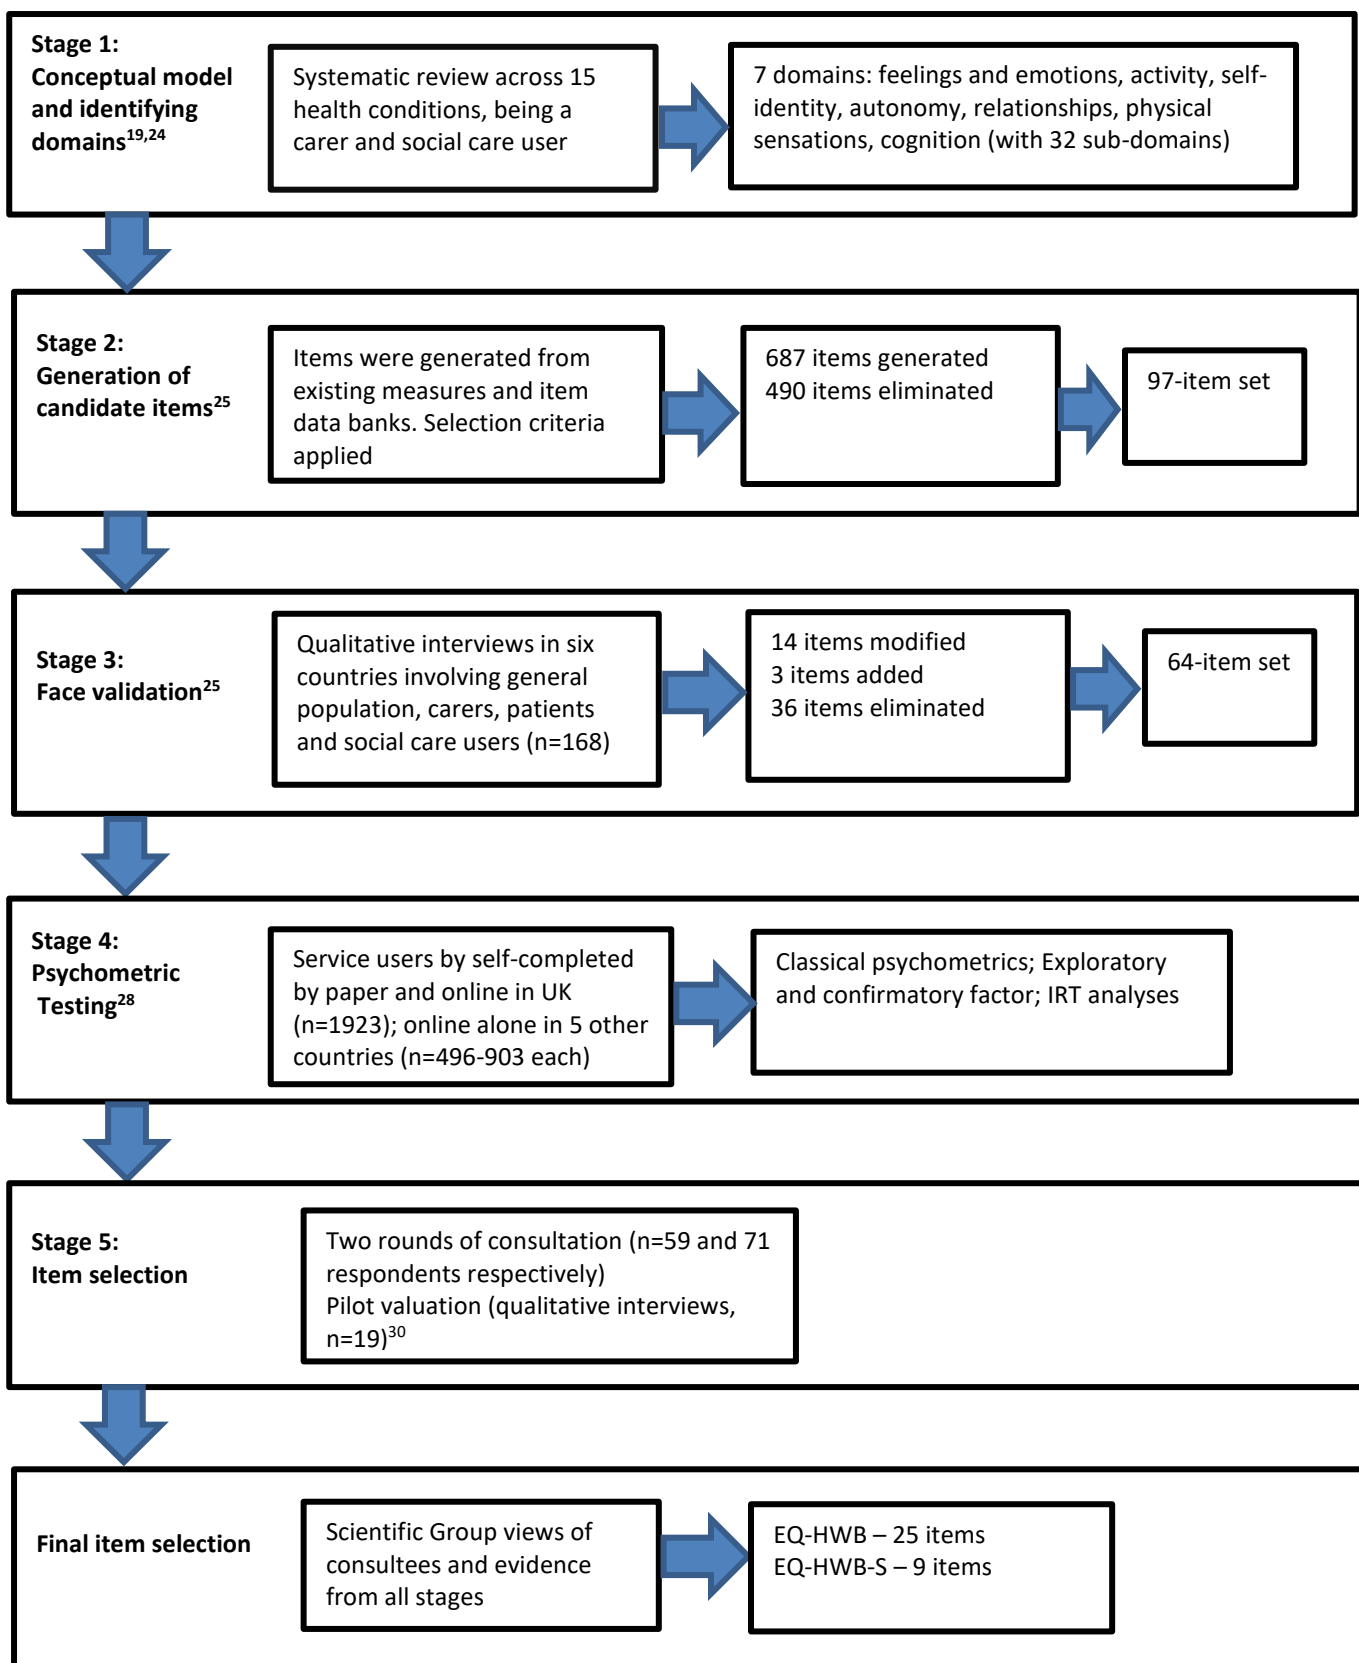 Stage 1:
Conceptual model
and identifying
domains19,24
Systematic review across 15
health conditions, being a
carer and social care user
7 domains: feelings and emotions, activity, self-
identity, autonomy, relationships, physical
sensations, cognition (with 32 sub-domains)
Stage 2:
Generation of
candidate items25
Items were generated from
existing measures and item
data banks. Selection criteria
applied
687 items generated
490 items eliminated
97-item set
Stage 3:
Face validation25
Qualitative interviews in six
countries involving general
population, carers, patients
and social care users (n=168)
14 items modified
3 items added
36 items eliminated
64-item set
Stage 4:
Psychometric
Testing28
Service users by self-completed
by paper and online in UK
(n=1923); online alone in 5 other
countries (n=496-903 each)
Classical psychometrics; Exploratory
and confirmatory factor; IRT analyses
Stage 5:
Item selection
Two rounds of consultation (n=59 and 71
respondents respectively)
Pilot valuation (qualitative interviews,
n=19)30
Final item selection
Scientific Group views of
consultees and evidence
from all stages
EQ-HWB – 25 items
EQ-HWB-S – 9 items